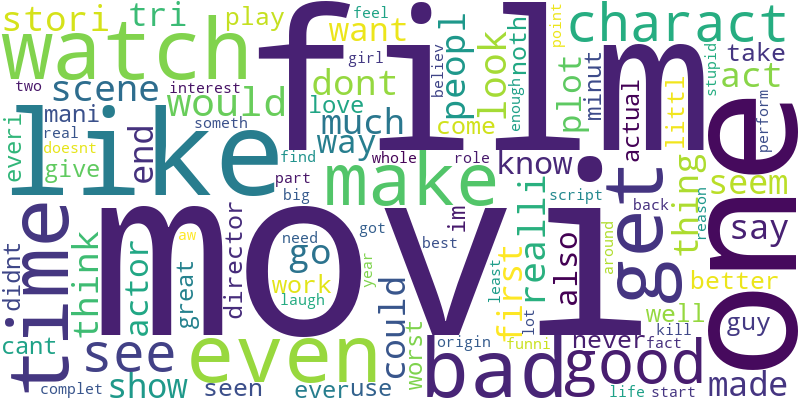 film
movi
one
like
watch
time
even
bad
good
get
make
see
charact
stori
tri
play
feel
want
girl
look
peopl
believ
noth
enough
point
plot
minut
stupid
act
take
two
scene
interest
would
dont
love
much
come
littl
actual
perform
mani
real
someth
way
everi
doesnt
give
end
find
whole
role
know
thing
seem
part
big
script
back
reason
say
think
actor
great
aw
director
need
go
got
best
im
also
realli
around
didnt
work
laugh
year
could
first
least
lot
better
well
guy
cant
show
seen
ever
use
worst
origin
funni
never
kill
fact
made
complet
life
start